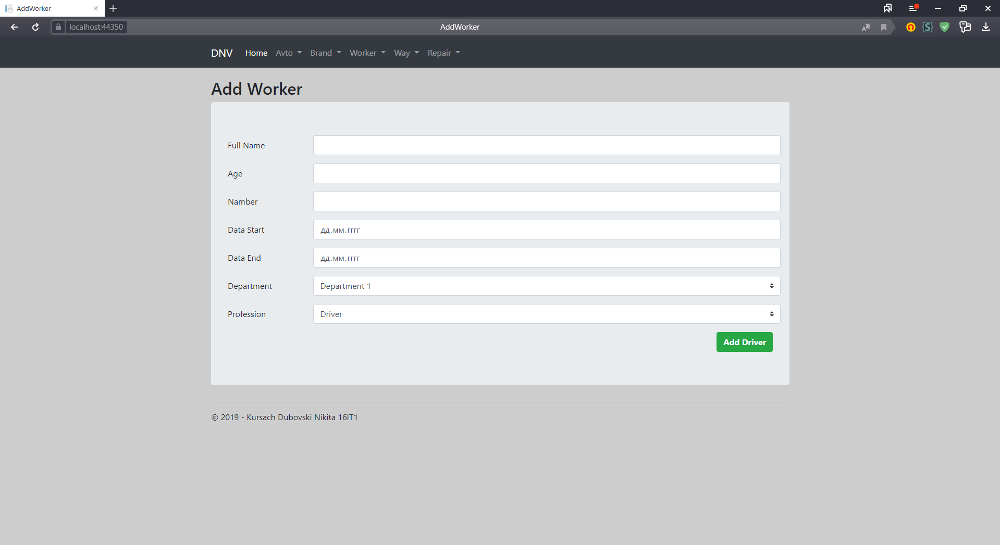 AddWorker
localhost:44350
AddWorker
DNV Home Avto Brand Worker Way Repair
Add Worker
Full Name
Age
Namber
Data Start дд.мм.гггг
Data End дд.мм.гггг
Department Department 1
Profession Driver
Add Driver
© 2019 - Kursach Dubovski Nikita 16IT1